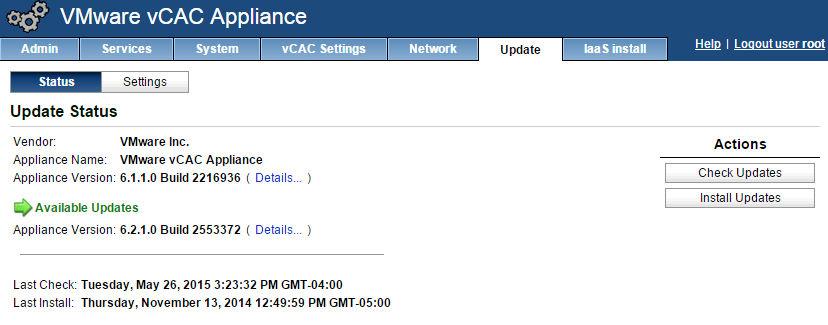 VMware vCAC Appliance
Admin Services System vCAC Settings Network Update IaaS install Help | Logout user root
Status Settings
Update Status
Vendor: VMware Inc.
Appliance Name: VMware vCAC Appliance
Appliance Version: 6.1.1.0 Build 2216936 ( Details... )
Available Updates
Appliance Version: 6.2.1.0 Build 2553372 ( Details... )
Last Check: Tuesday, May 26, 2015 3:23:32 PM GMT-04:00
Last Install: Thursday, November 13, 2014 12:49:59 PM GMT-05:00
Actions
Check Updates
Install Updates